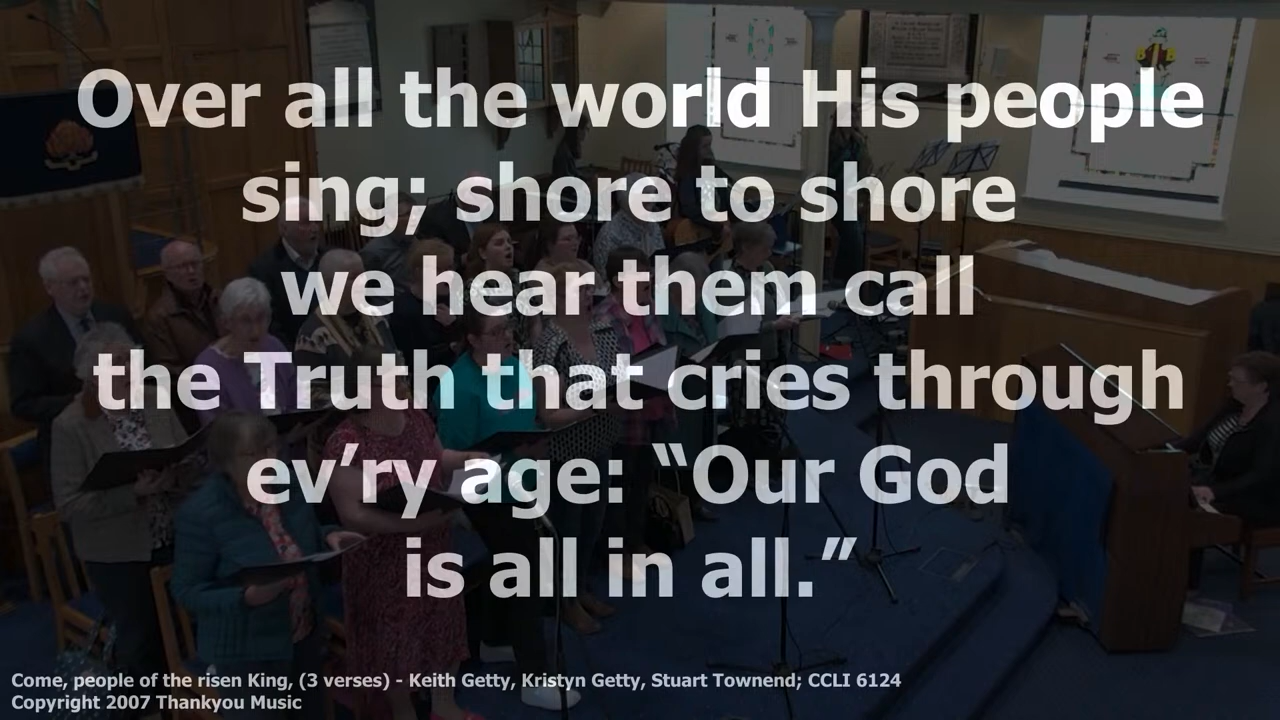 Over all the world His people
sing; shore to shore
we hear them call
the Truth that cries through
ev’ry age: “Our God
is all in all.”
Come, people of the risen King, (3 verses) - Keith Getty, Kristyn Getty, Stuart Townend; CCLI 6124
Copyright 2007 Thankyou Music